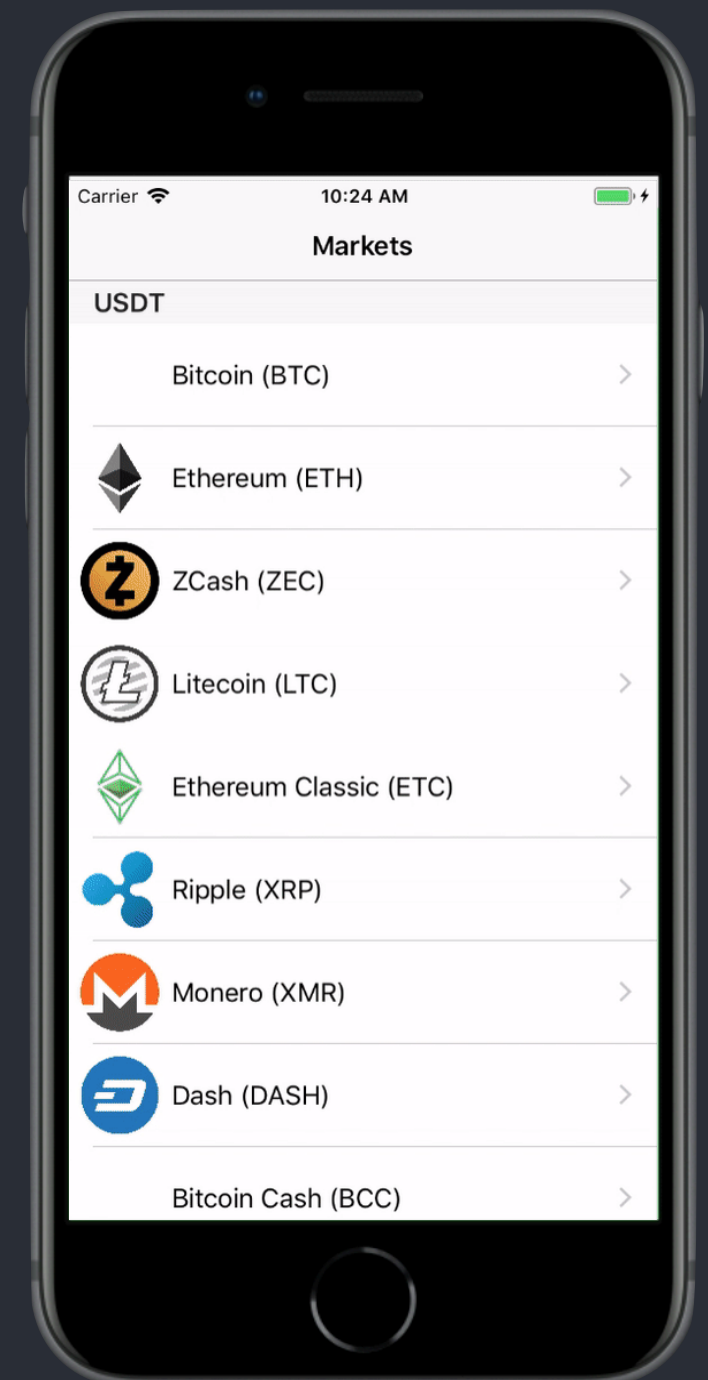 Carrier
10:24 AM
Markets
USDT
Bitcoin (BTC)
Ethereum (ETH)
ZCash (ZEC)
Litecoin (LTC)
Ethereum Classic (ETC)
Ripple (XRP)
Monero (XMR)
Dash (DASH)
Bitcoin Cash (BCC)